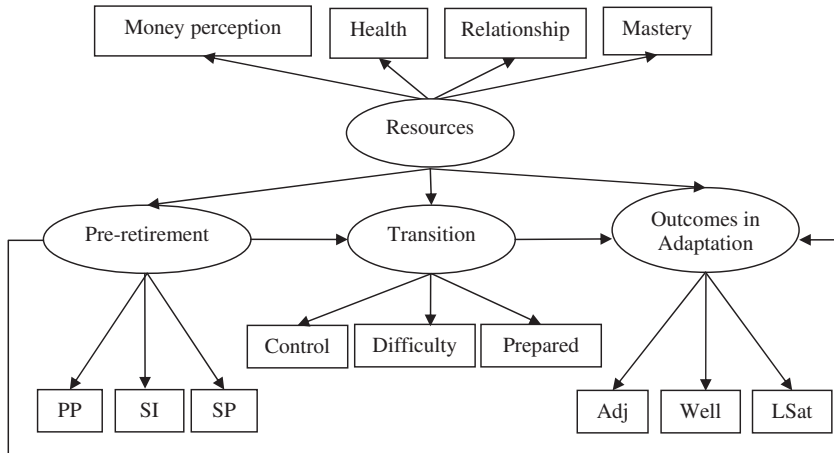 Money perception
Health
Relationship
Mastery
Resources
Pre-retirement
Transition
Outcomes in
Adaptation
Control
Difficulty
Prepared
PP
SI
SP
Adj
Well
LSat